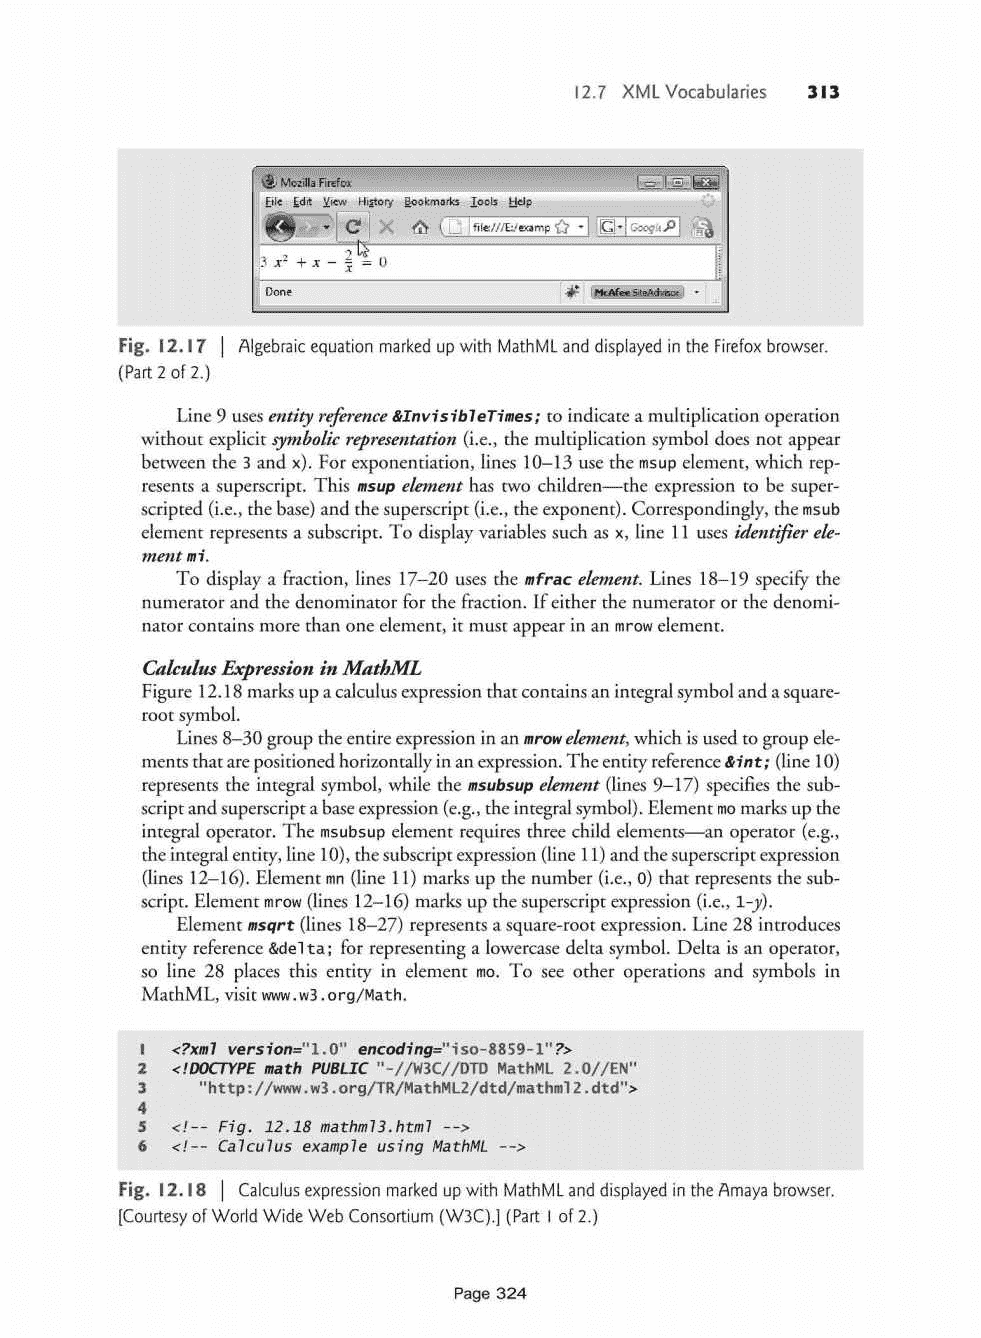 12.7 XML Vocabularies 313
Mozilla Firefox
File Edit View History Bookmarks Tools Help
file:///E:/examp Google
3 x² + x − 2/x = 0
Done McAfee SiteAdvisor
Fig. 12.17 | Algebraic equation marked up with MathML and displayed in the Firefox browser.
(Part 2 of 2.)
Line 9 uses entity reference &InvisibleTimes; to indicate a multiplication operation
without explicit symbolic representation (i.e., the multiplication symbol does not appear
between the 3 and x). For exponentiation, lines 10–13 use the msup element, which rep-
resents a superscript. This msup element has two children—the expression to be super-
scripted (i.e., the base) and the superscript (i.e., the exponent). Correspondingly, the msub
element represents a subscript. To display variables such as x, line 11 uses identifier ele-
ment mi.
To display a fraction, lines 17–20 uses the mfrac element. Lines 18–19 specify the
numerator and the denominator for the fraction. If either the numerator or the denomi-
nator contains more than one element, it must appear in an mrow element.
Calculus Expression in MathML
Figure 12.18 marks up a calculus expression that contains an integral symbol and a square-
root symbol.
Lines 8–30 group the entire expression in an mrow element, which is used to group ele-
ments that are positioned horizontally in an expression. The entity reference &int; (line 10)
represents the integral symbol, while the msubsup element (lines 9–17) specifies the sub-
script and superscript a base expression (e.g., the integral symbol). Element mo marks up the
integral operator. The msubsup element requires three child elements—an operator (e.g.,
the integral entity, line 10), the subscript expression (line 11) and the superscript expression
(lines 12–16). Element mn (line 11) marks up the number (i.e., 0) that represents the sub-
script. Element mrow (lines 12–16) marks up the superscript expression (i.e., 1-y).
Element msqrt (lines 18–27) represents a square-root expression. Line 28 introduces
entity reference &delta; for representing a lowercase delta symbol. Delta is an operator,
so line 28 places this entity in element mo. To see other operations and symbols in
MathML, visit www.w3.org/Math.
1 <?xml version="1.0" encoding="iso-8859-1"?>
2 <!DOCTYPE math PUBLIC "-//W3C//DTD MathML 2.0//EN"
3 "http://www.w3.org/TR/MathML2/dtd/mathml2.dtd">
4
5 <!-- Fig. 12.18 mathml3.html -->
6 <!-- Calculus example using MathML -->
Fig. 12.18 | Calculus expression marked up with MathML and displayed in the Amaya browser.
[Courtesy of World Wide Web Consortium (W3C).] (Part 1 of 2.)
Page 324